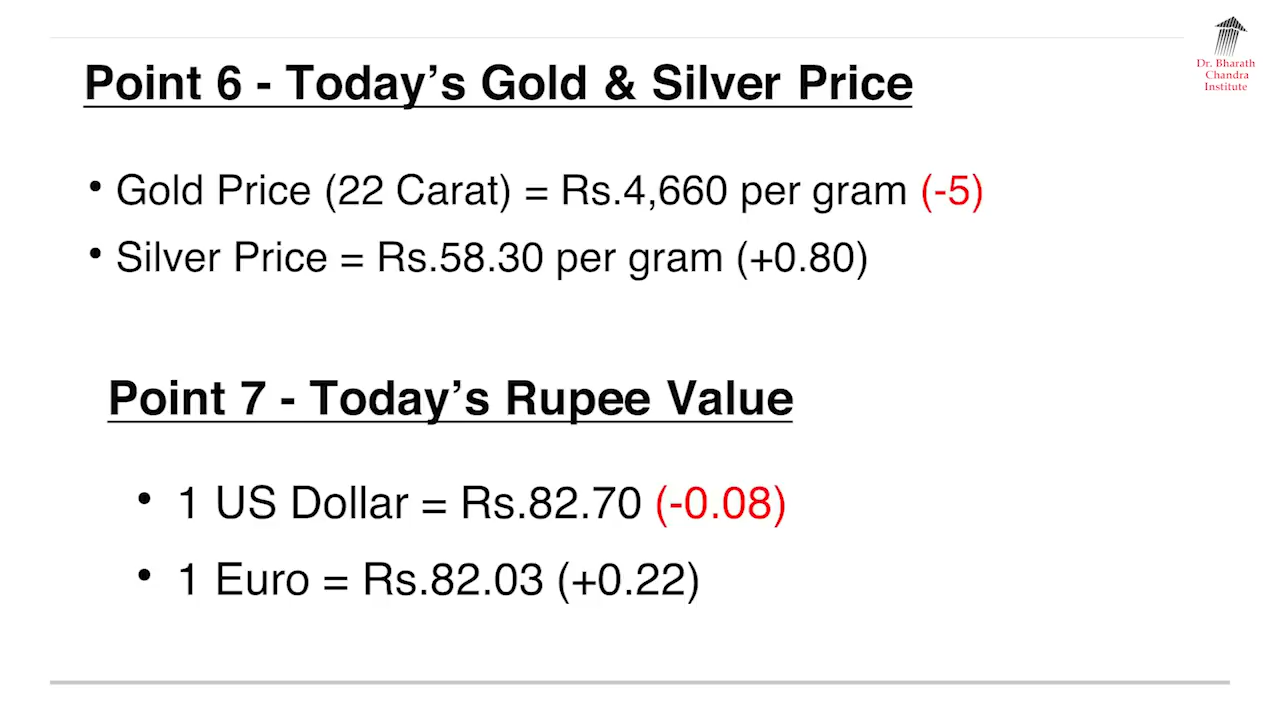 Dr. Bharath
Chandra
Institute
Point 6 - Today’s Gold & Silver Price
• Gold Price (22 Carat) = Rs.4,660 per gram (-5)
• Silver Price = Rs.58.30 per gram (+0.80)
Point 7 - Today’s Rupee Value
• 1 US Dollar = Rs.82.70 (-0.08)
• 1 Euro = Rs.82.03 (+0.22)